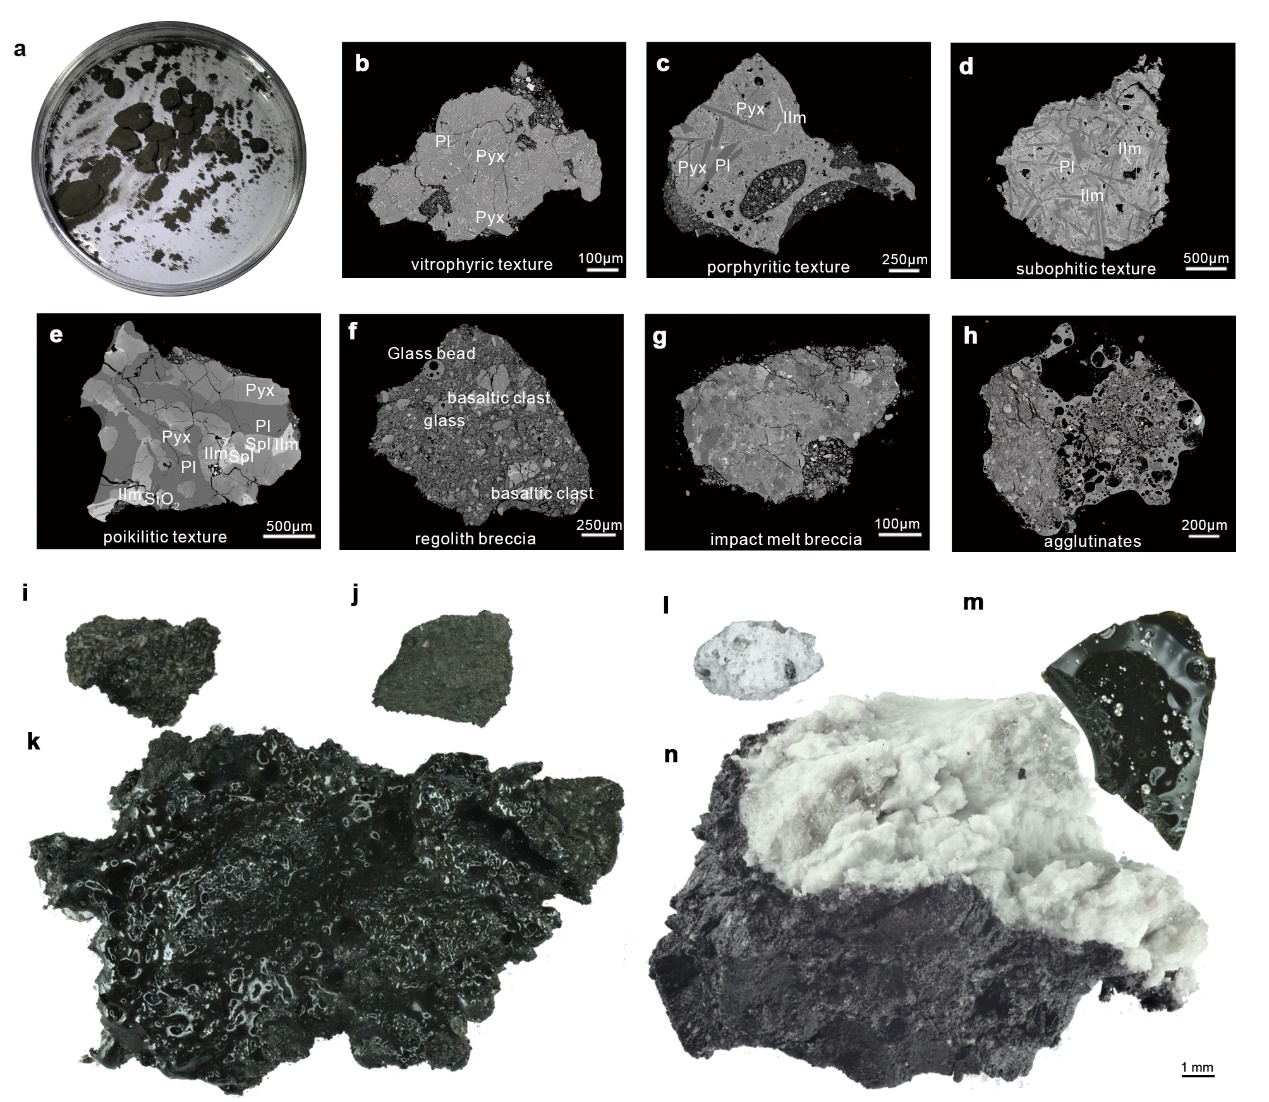 a
b
Pl
Pyx
Pyx
vitrophyric texture
100μm
c
Pyx
Ilm
Pyx
Pl
porphyritic texture
250μm
d
Ilm
Pl
Ilm
subophitic texture
500μm
e
Pyx
Pl
Pyx
Spl
Ilm
Ilm
Spl
Pl
Ilm
SiO₂
poikilitic texture
500μm
f
Glass bead
basaltic clast
glass
basaltic clast
regolith breccia
250μm
g
impact melt breccia
100μm
h
agglutinates
200μm
i
j
k
l
m
n
1 mm